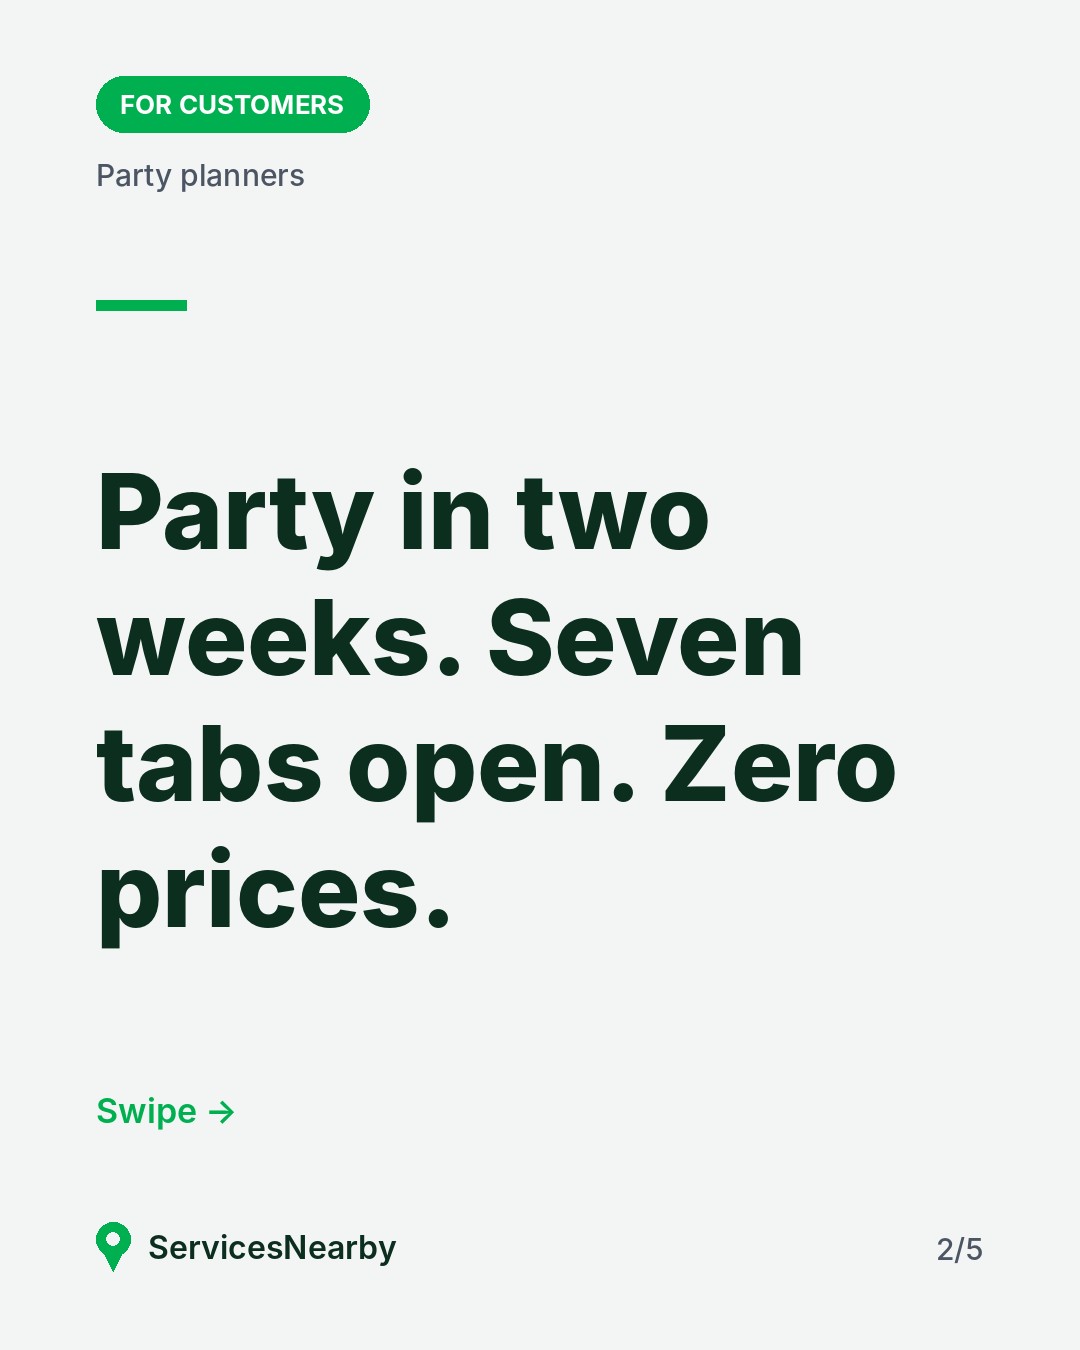 FOR CUSTOMERS
Party planners
Party in two
weeks. Seven
tabs open. Zero
prices.
Swipe →
ServicesNearby
2/5